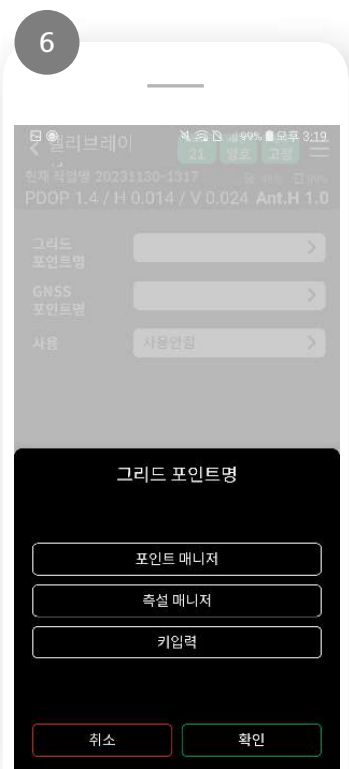 6
99% 오후 3:19
캘리브레이
21 양호 고정
현재 작업명 20231130-1317
PDOP 1.4 / H 0.014 / V 0.024 Ant.H 1.0
그리드
포인트명
GNSS
포인트명
사용 사용안함
그리드 포인트명
포인트 매니저
측설 매니저
키입력
취소 확인